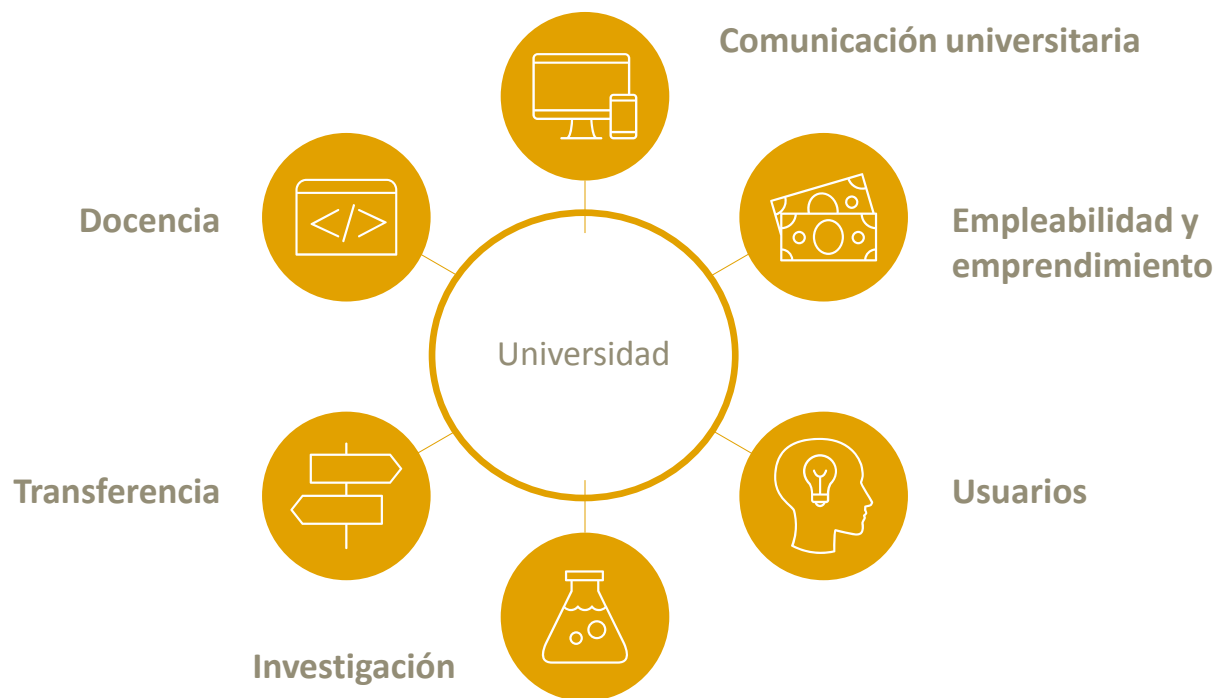 Comunicación universitaria
Docencia
Empleabilidad y
emprendimiento
Universidad
Transferencia
Usuarios
Investigación